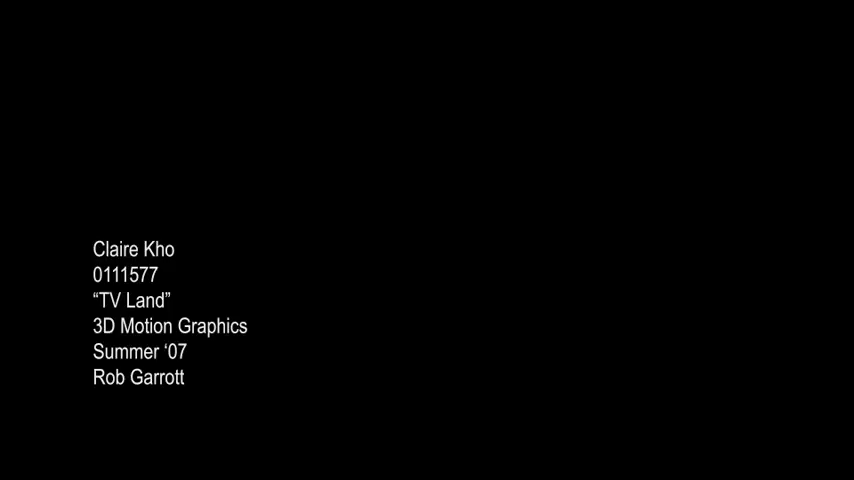 Claire Kho
0111577
“TV Land”
3D Motion Graphics
Summer ‘07
Rob Garrott